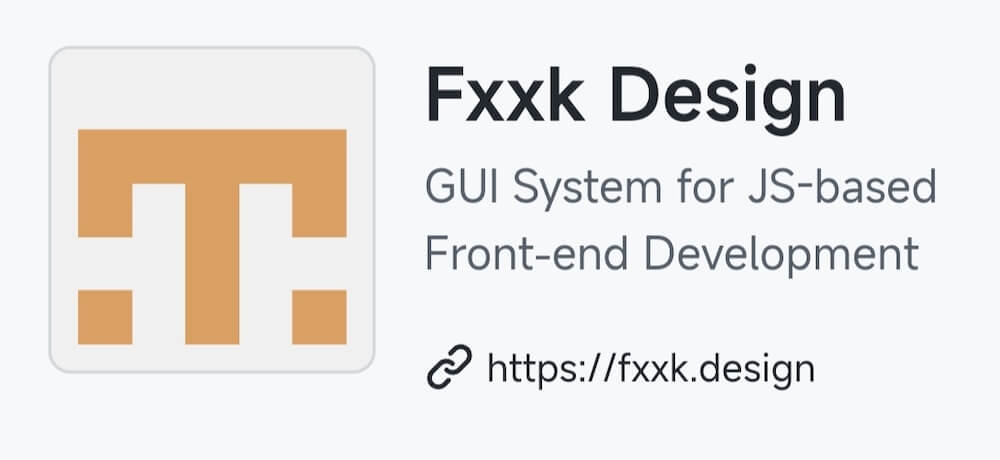 Fxxk Design
GUI System for JS-based
Front-end Development
https://fxxk.design